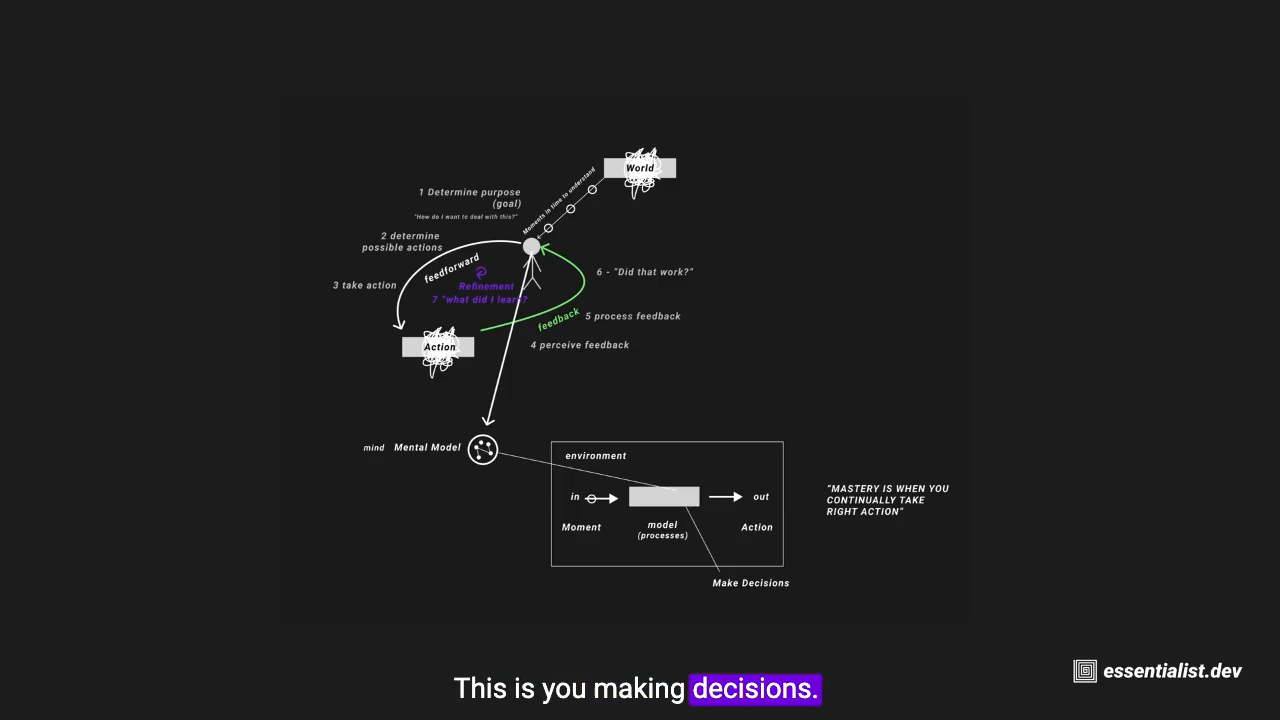 World
Moments in time to understand
1 Determine purpose
(goal)
"How do I want to deal with this?"
2 determine
possible actions
feedforward
3 take action
Refinement
7 "what did I learn?
6 - "Did that work?"
5 process feedback
feedback
4 perceive feedback
Action
mind
Mental Model
environment
in
out
Moment
model
(processes)
Action
Make Decisions
"MASTERY IS WHEN YOU
CONTINUALLY TAKE
RIGHT ACTION"
essentialist.dev
This is you making decisions.